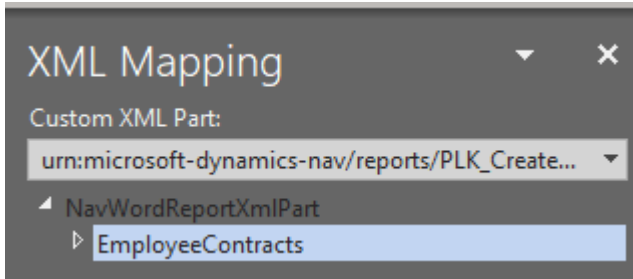 XML Mapping
Custom XML Part:
urn:microsoft-dynamics-nav/reports/PLK_Create...
NavWordReportXmlPart
EmployeeContracts